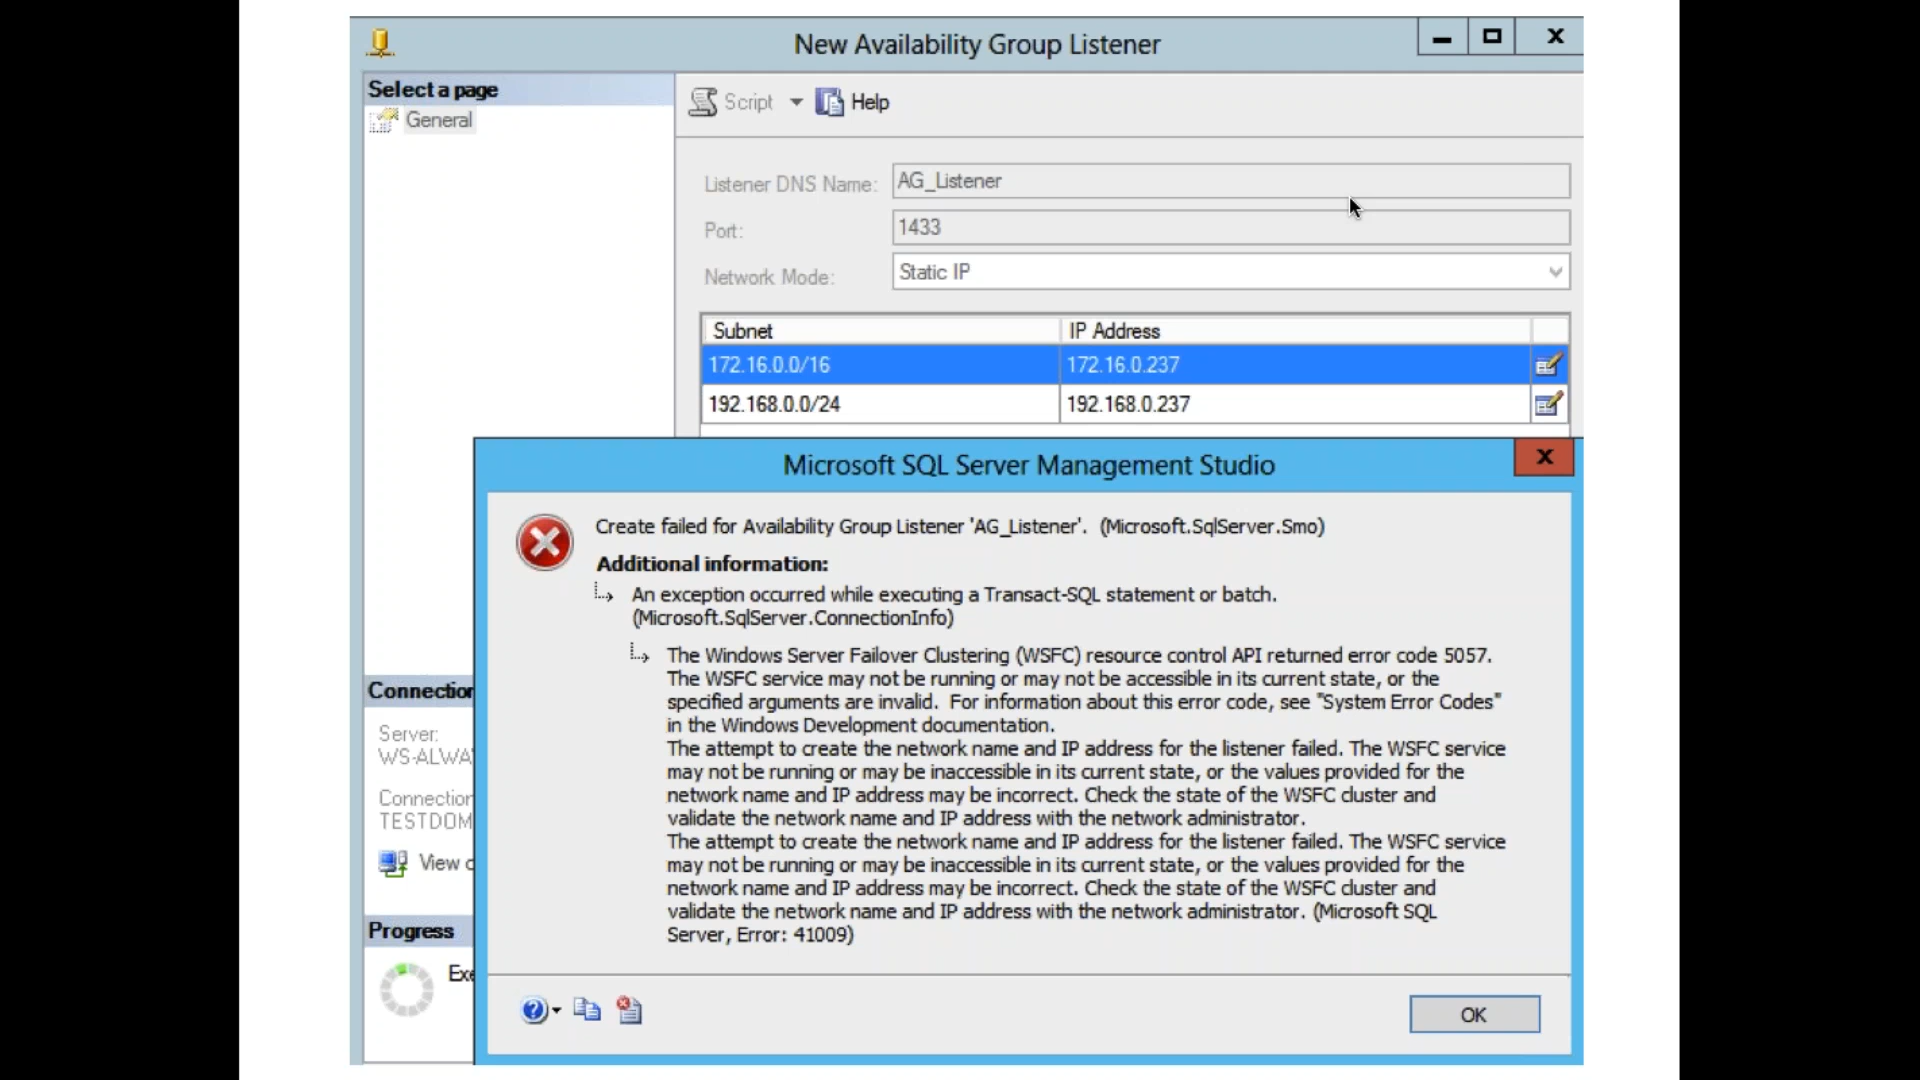 New Availability Group Listener
Select a page
General
Script
Help
Listener DNS Name: AG_Listener
Port: 1433
Network Mode: Static IP
Subnet IP Address
172.16.0.0/16 172.16.0.237
192.168.0.0/24 192.168.0.237
Microsoft SQL Server Management Studio
Create failed for Availability Group Listener 'AG_Listener'. (Microsoft.SqlServer.Smo)
Additional information:
An exception occurred while executing a Transact-SQL statement or batch.
(Microsoft.SqlServer.ConnectionInfo)
The Windows Server Failover Clustering (WSFC) resource control API returned error code 5057.
The WSFC service may not be running or may not be accessible in its current state, or the
specified arguments are invalid. For information about this error code, see "System Error Codes"
in the Windows Development documentation.
The attempt to create the network name and IP address for the listener failed. The WSFC service
may not be running or may be inaccessible in its current state, or the values provided for the
network name and IP address may be incorrect. Check the state of the WSFC cluster and
validate the network name and IP address with the network administrator.
The attempt to create the network name and IP address for the listener failed. The WSFC service
may not be running or may be inaccessible in its current state, or the values provided for the
network name and IP address may be incorrect. Check the state of the WSFC cluster and
validate the network name and IP address with the network administrator. (Microsoft SQL
Server, Error: 41009)
OK
Connection
Server:
WS-ALWA
Connection
TESTDOM
View c
Progress
Exe